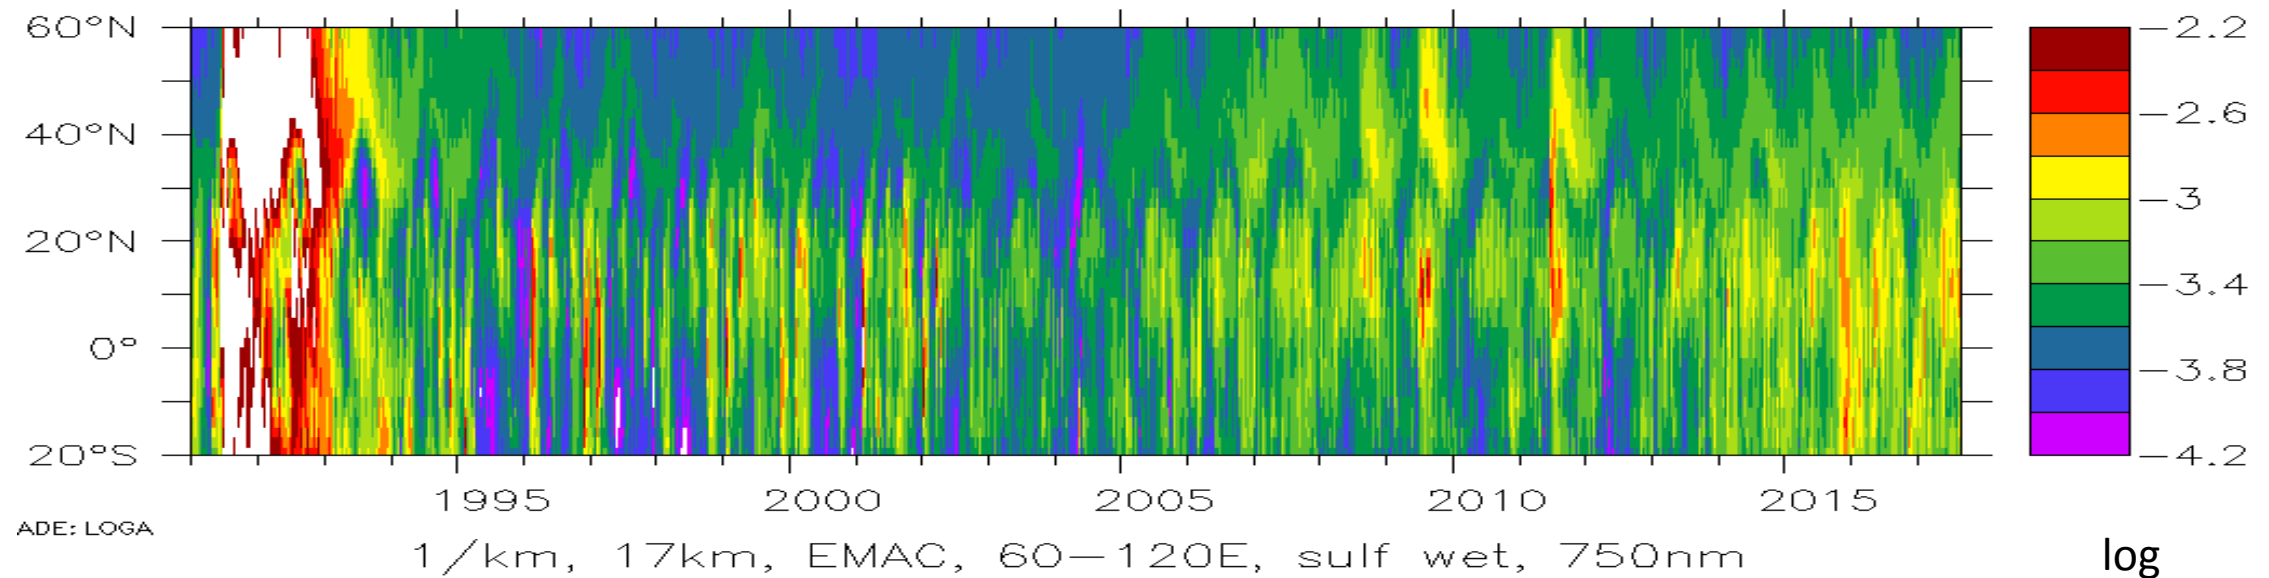 60°N
40°N
20°N
0°
20°S
1995 2000 2005 2010 2015
−2.2
−2.6
−3
−3.4
−3.8
−4.2
ADE: LOGA
1/km, 17km, EMAC, 60−120E, sulf wet, 750nm
log